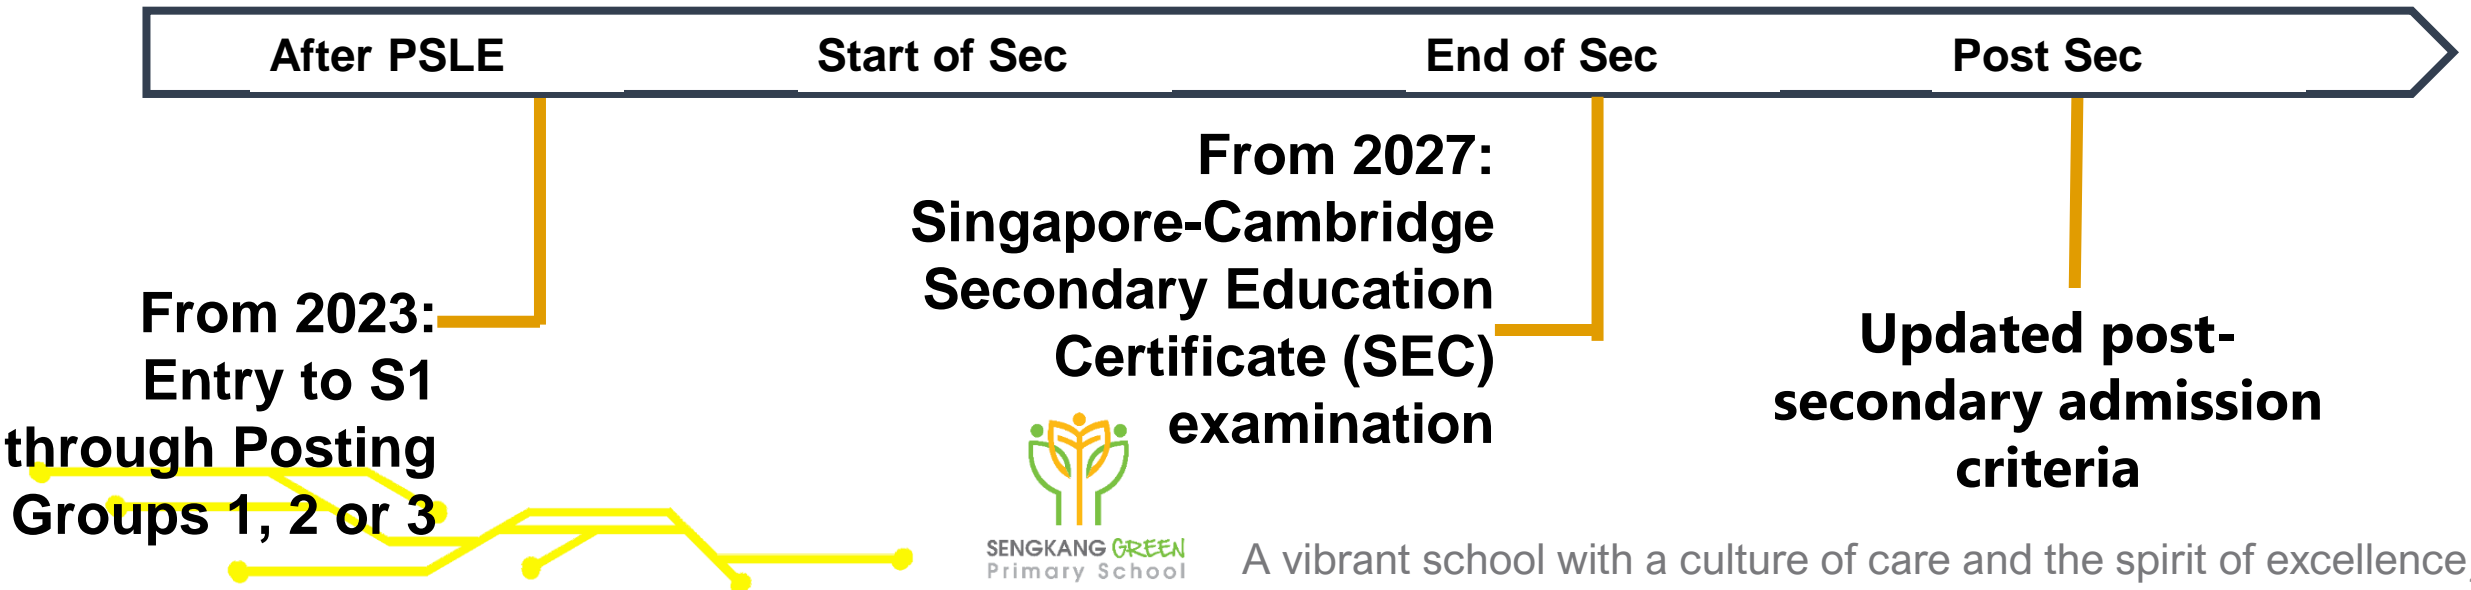 After PSLE
Start of Sec
End of Sec
Post Sec
From 2023:
Entry to S1
through Posting
Groups 1, 2 or 3
From 2027:
Singapore-Cambridge
Secondary Education
Certificate (SEC)
examination
Updated post-
secondary admission
criteria
SENGKANG GREEN
Primary School
A vibrant school with a culture of care and the spirit of excellence,